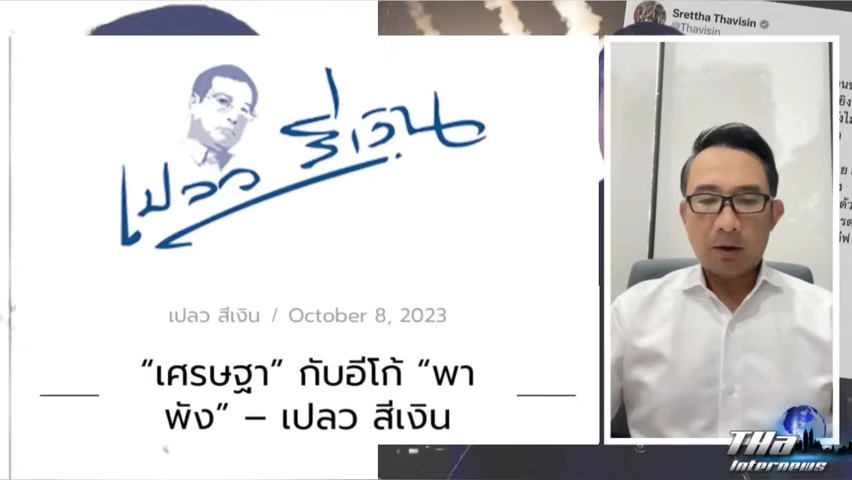 เปลว สีเงิน
Srettha Thavisin
@Thavisin
เปลว สีเงิน / October 8, 2023
“เศรษฐา” กับอีโก้ “พา
พัง” – เปลว สีเงิน
THa
Internews